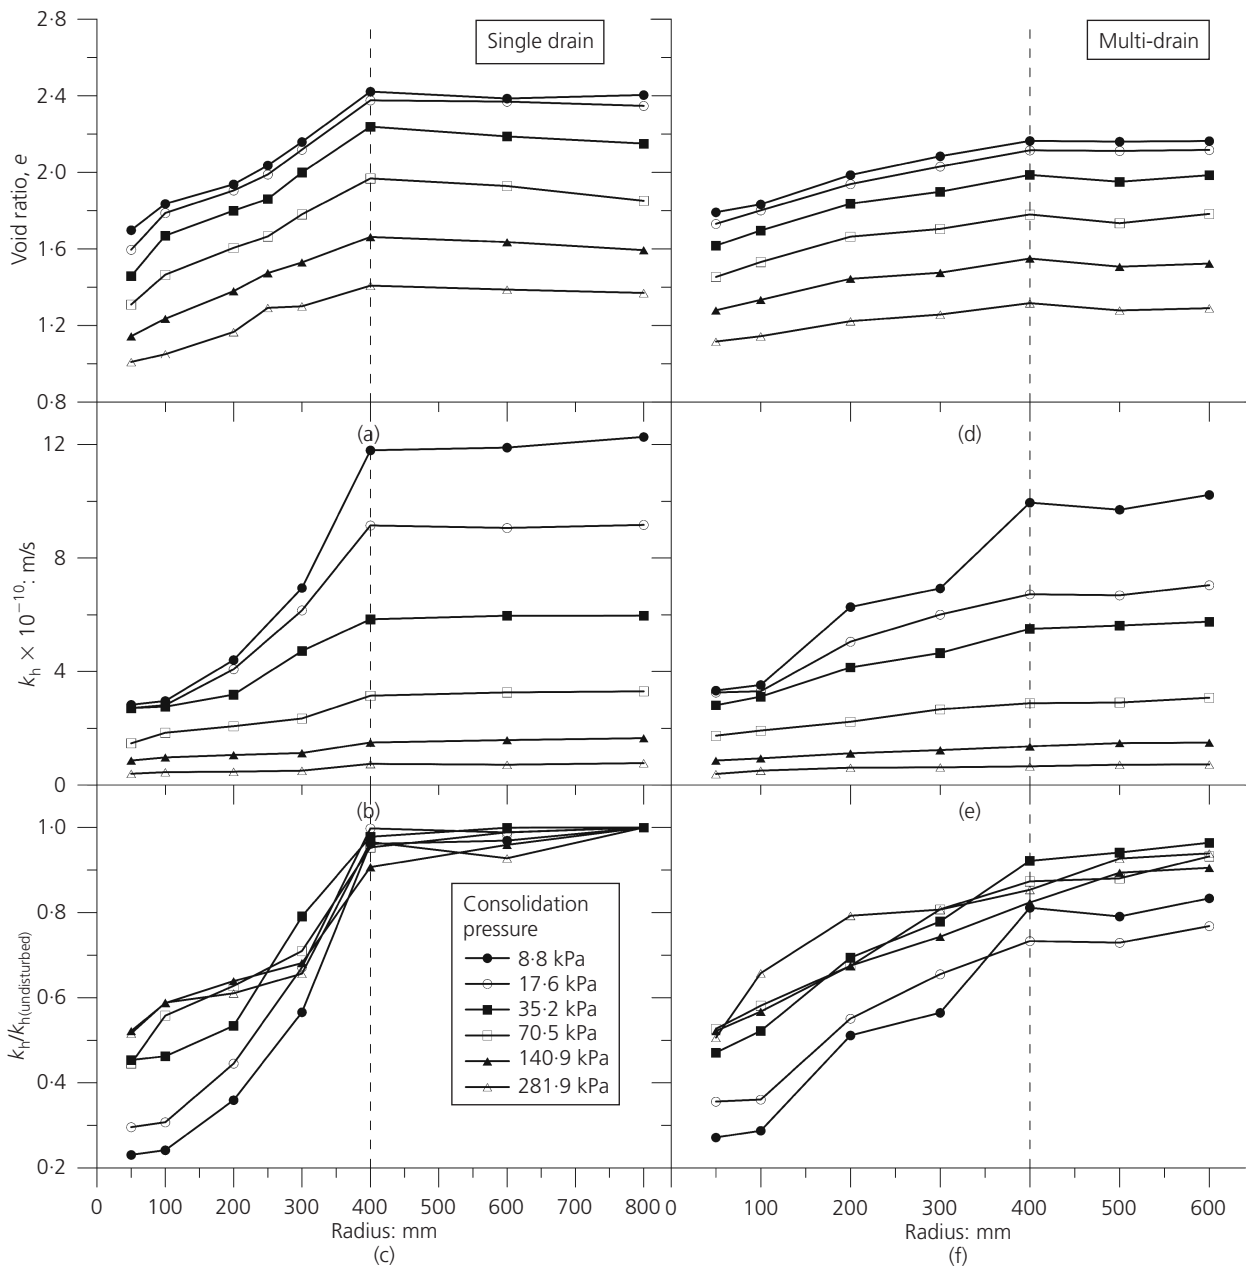 2·8
2·4
2·0
1·6
1·2
0·8
Void ratio, e
Single drain
Multi-drain
(a)
(d)
12
8
4
0
kh × 10−10: m/s
(b)
(e)
1·0
0·8
0·6
0·4
0·2
kh/kh(undisturbed)
Consolidation
pressure
8·8 kPa
17·6 kPa
35·2 kPa
70·5 kPa
140·9 kPa
281·9 kPa
0 100 200 300 400 500 600 700 800
0 100 200 300 400 500 600
Radius: mm
Radius: mm
(c)
(f)